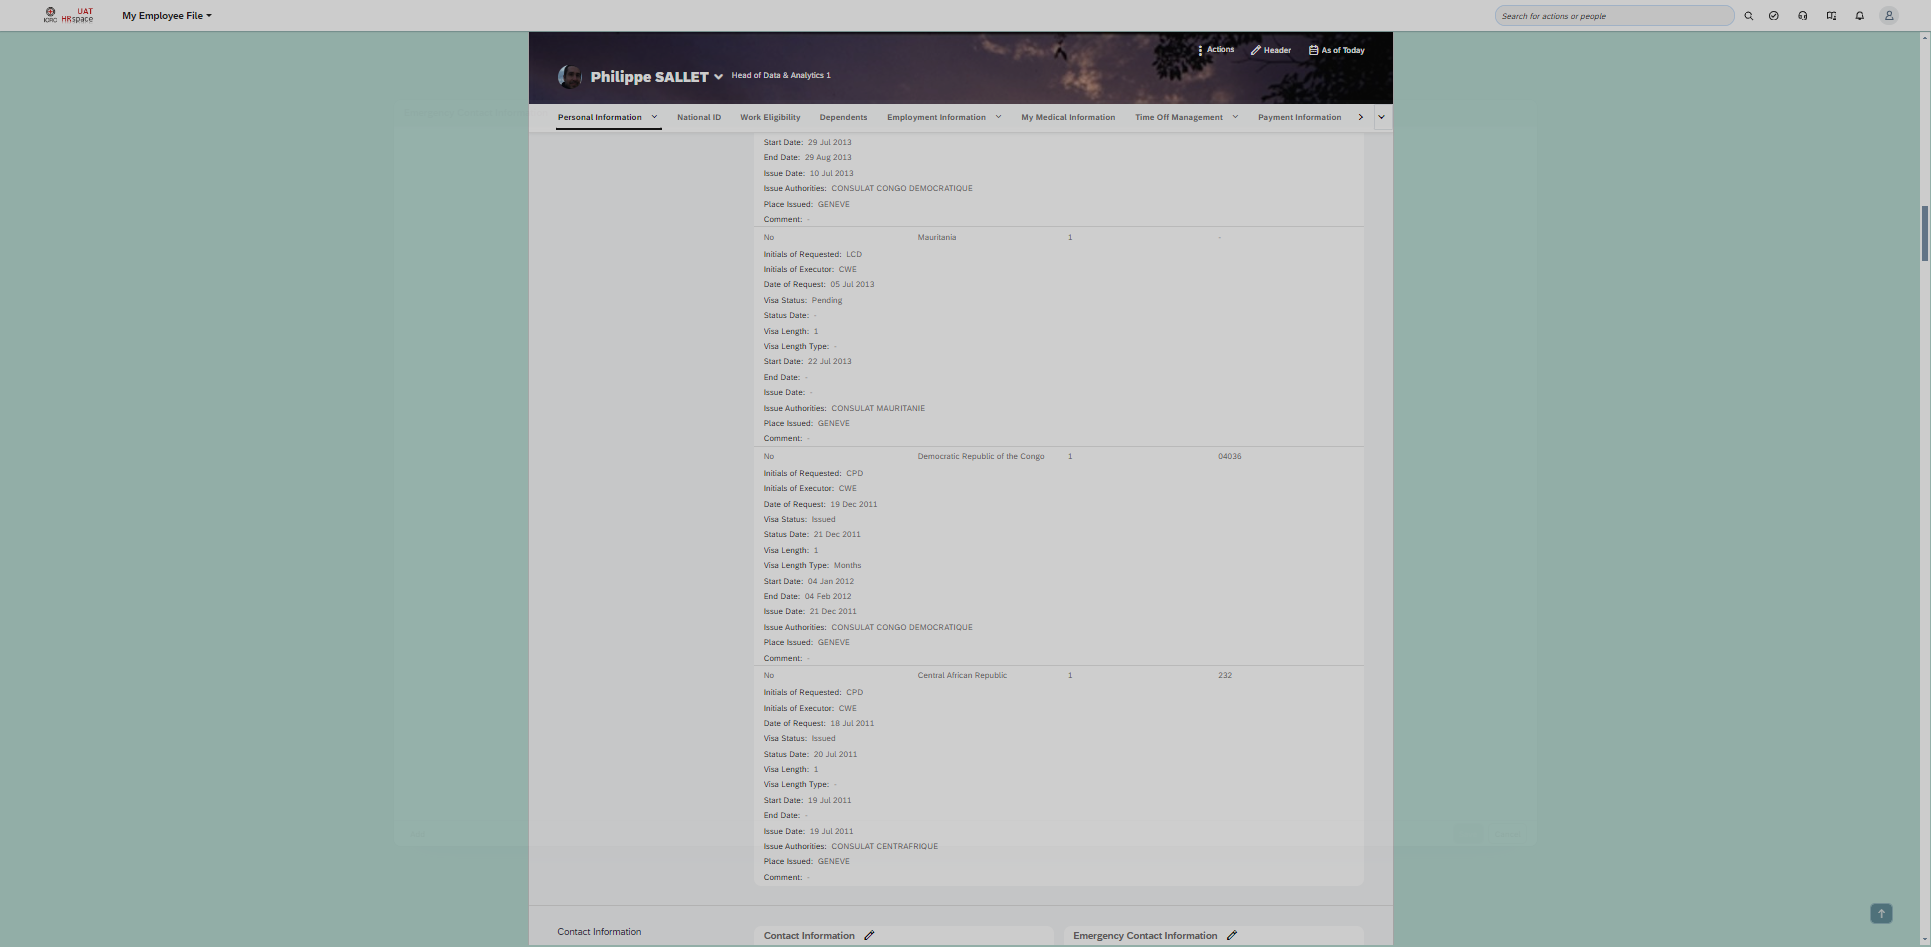 ICRC UAT HRspace My Employee File Search for actions or people
Actions Header As of Today
Philippe SALLET Head of Data & Analytics 1
Personal Information National ID Work Eligibility Dependents Employment Information My Medical Information Time Off Management Payment Information
Start Date: 29 Jul 2013
End Date: 29 Aug 2013
Issue Date: 10 Jul 2013
Issue Authorities: CONSULAT CONGO DEMOCRATIQUE
Place Issued: GENEVE
Comment: -
No Mauritania 1 -
Initials of Requested: LCD
Initials of Executor: CWE
Date of Request: 05 Jul 2013
Visa Status: Pending
Status Date: -
Visa Length: 1
Visa Length Type: -
Start Date: 22 Jul 2013
End Date: -
Issue Date: -
Issue Authorities: CONSULAT MAURITANIE
Place Issued: GENEVE
Comment: -
No Democratic Republic of the Congo 1 04036
Initials of Requested: CPD
Initials of Executor: CWE
Date of Request: 19 Dec 2011
Visa Status: Issued
Status Date: 21 Dec 2011
Visa Length: 1
Visa Length Type: Months
Start Date: 04 Jan 2012
End Date: 04 Feb 2012
Issue Date: 21 Dec 2011
Issue Authorities: CONSULAT CONGO DEMOCRATIQUE
Place Issued: GENEVE
Comment: -
No Central African Republic 1 232
Initials of Requested: CPD
Initials of Executor: CWE
Date of Request: 18 Jul 2011
Visa Status: Issued
Status Date: 20 Jul 2011
Visa Length: 1
Visa Length Type: -
Start Date: 19 Jul 2011
End Date: -
Issue Date: 19 Jul 2011
Issue Authorities: CONSULAT CENTRAFRIQUE
Place Issued: GENEVE
Comment: -
Contact Information Contact Information Emergency Contact Information